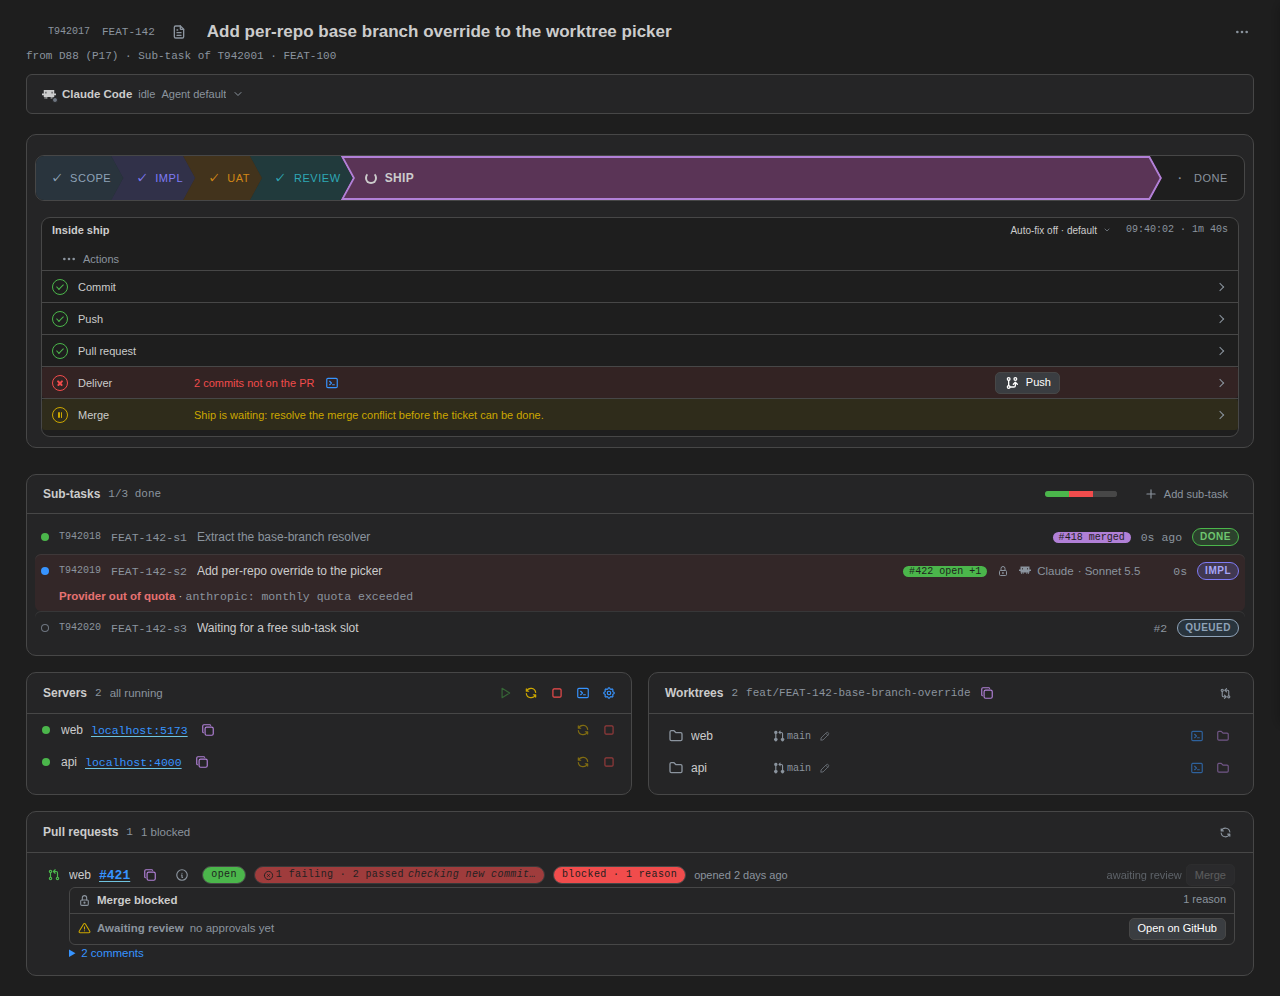 T942017 FEAT-142 Add per-repo base branch override to the worktree picker
from D88 (P17) · Sub-task of T942001 · FEAT-100
Claude Code idle Agent default
SCOPE IMPL UAT REVIEW SHIP DONE
Inside ship Auto-fix off · default 09:40:02 · 1m 40s
Actions
Commit
Push
Pull request
Deliver 2 commits not on the PR Push
Merge Ship is waiting: resolve the merge conflict before the ticket can be done.
Sub-tasks 1/3 done Add sub-task
T942018 FEAT-142-s1 Extract the base-branch resolver #418 merged 0s ago DONE
T942019 FEAT-142-s2 Add per-repo override to the picker #422 open +1 Claude · Sonnet 5.5 0s IMPL
Provider out of quota · anthropic: monthly quota exceeded
T942020 FEAT-142-s3 Waiting for a free sub-task slot #2 QUEUED
Servers 2 all running
web localhost:5173
api localhost:4000
Worktrees 2 feat/FEAT-142-base-branch-override
web main
api main
Pull requests 1 1 blocked
web #421 open 1 failing · 2 passed checking new commit… blocked · 1 reason opened 2 days ago awaiting review Merge
Merge blocked 1 reason
Awaiting review no approvals yet Open on GitHub
2 comments